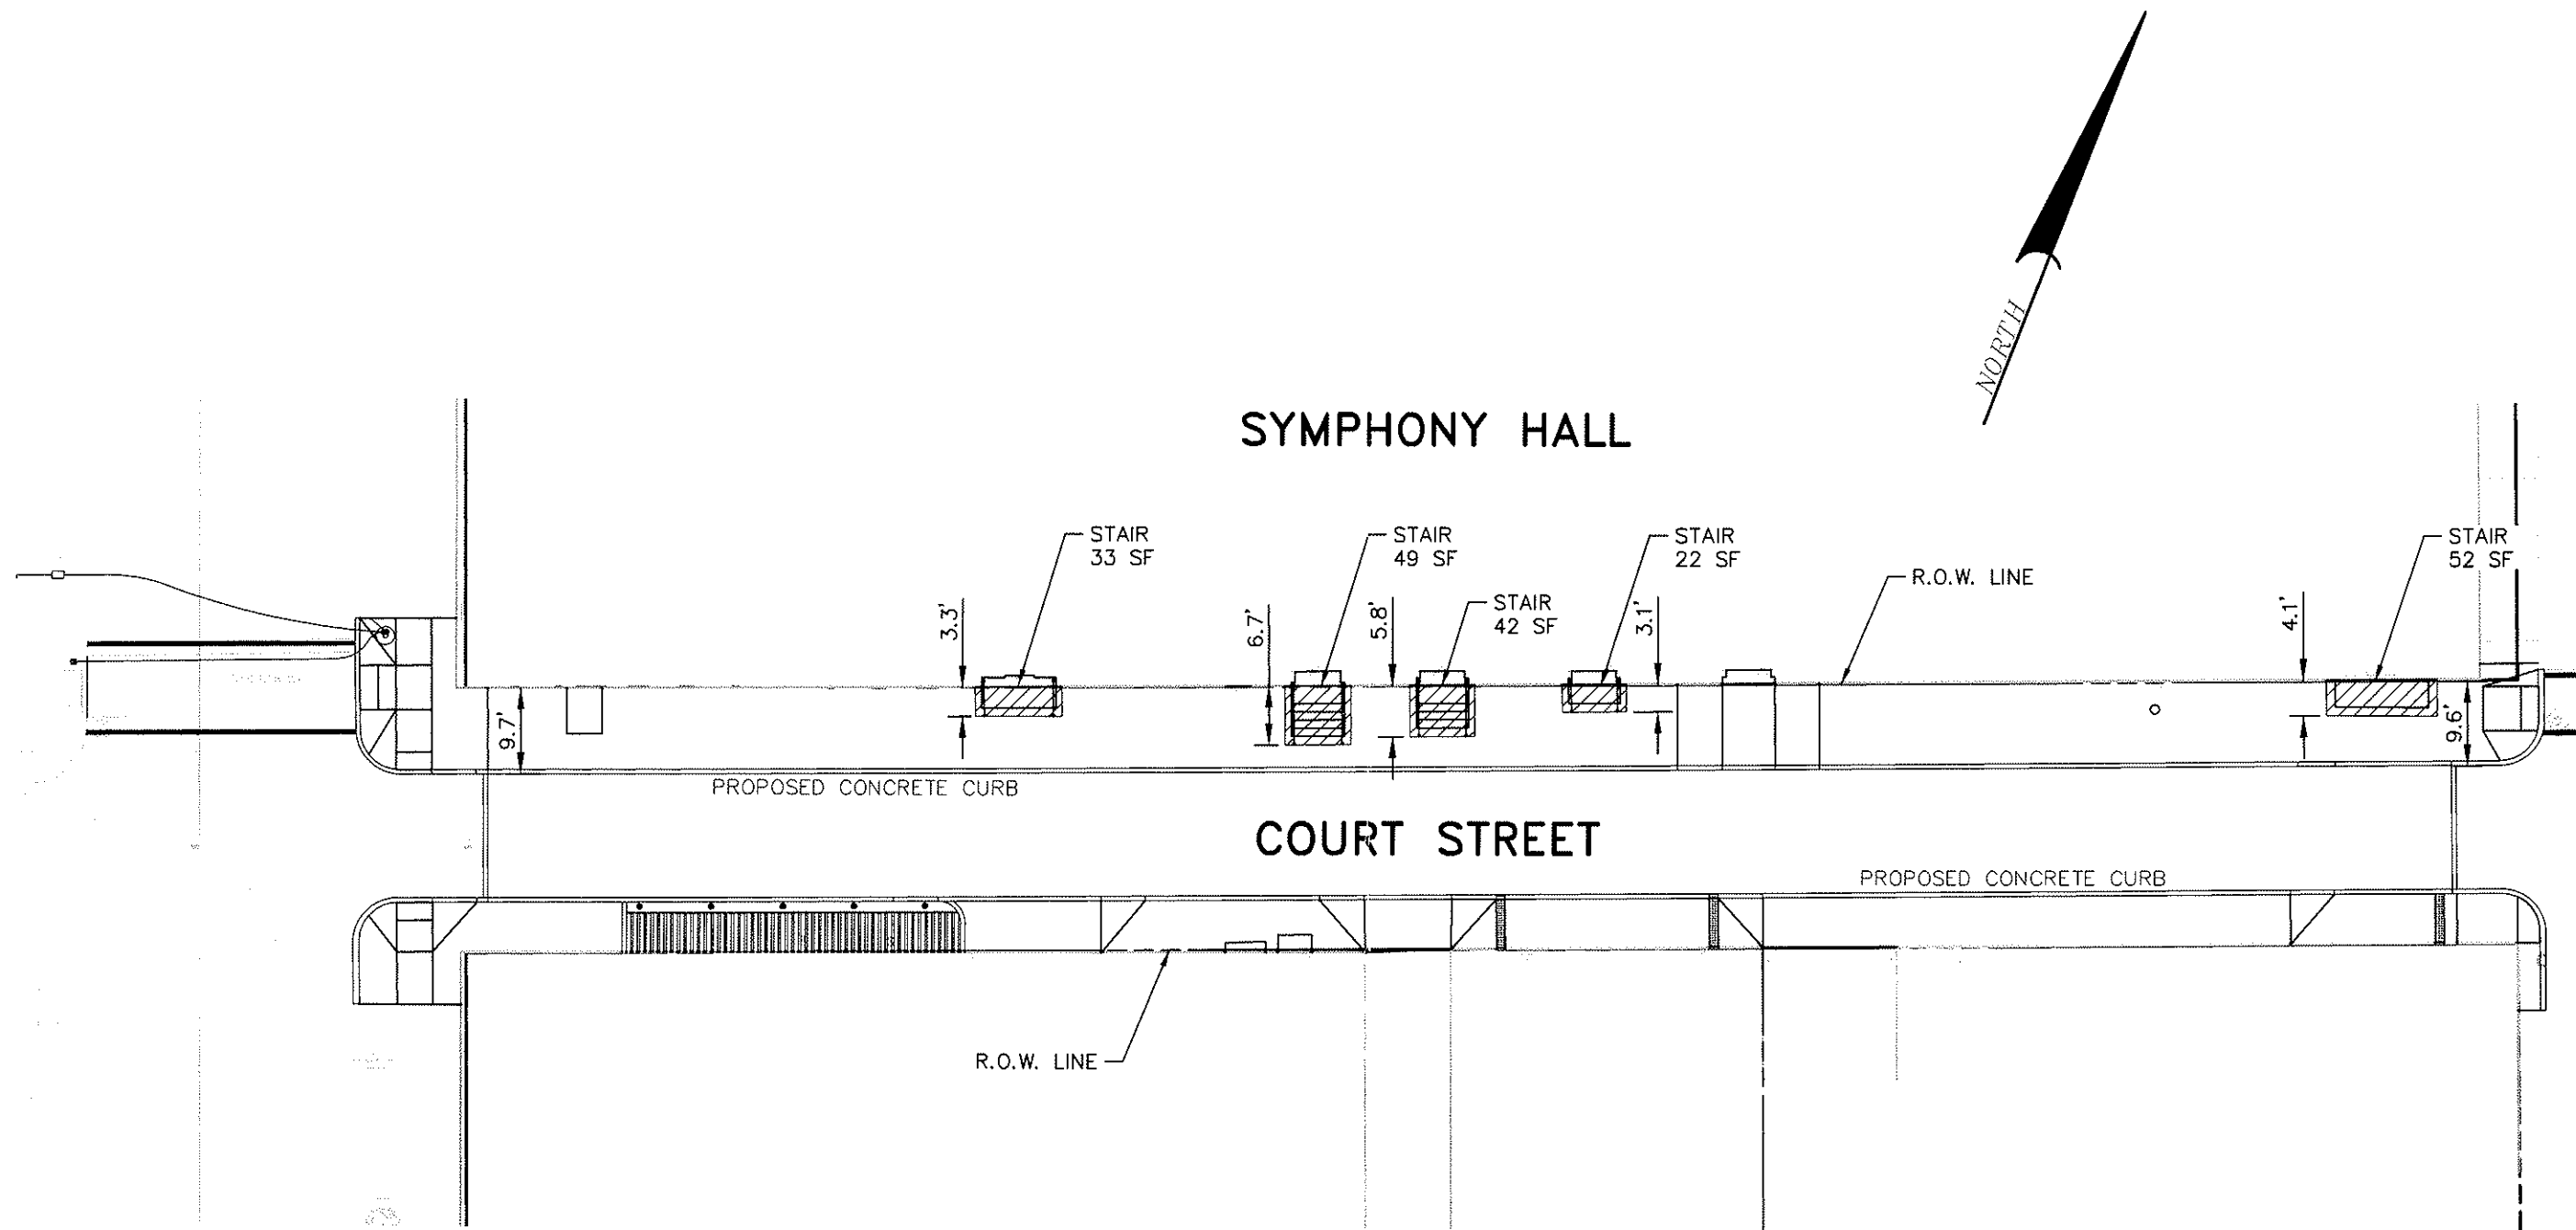 NORTH
SYMPHONY HALL
STAIR
33 SF
STAIR
49 SF
STAIR
22 SF
STAIR
52 SF
R.O.W. LINE
STAIR
42 SF
3.3'
6.7'
5.8'
3.1'
4.1'
9.7'
9.6'
PROPOSED CONCRETE CURB
COURT STREET
PROPOSED CONCRETE CURB
R.O.W. LINE